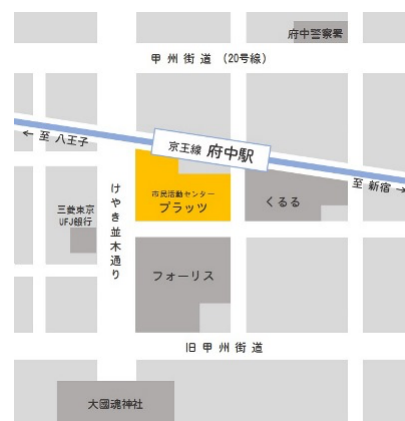 府中警察署
甲州街道（20号線）
← 至 八王子
京王線 府中駅
至 新宿 →
市民活動センター
プラッツ
くるる
三菱東京
UFJ銀行
けやき並木通り
フォーリス
旧甲州街道
大國魂神社